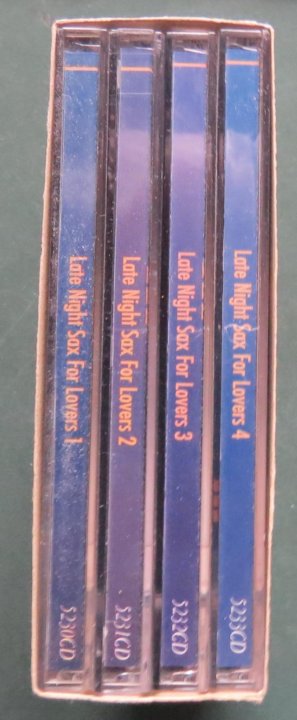 Late Night Sax For Lovers 1
5230CD
Late Night Sax For Lovers 2
5231CD
Late Night Sax For Lovers 3
5232CD
Late Night Sax For Lovers 4
5233CD